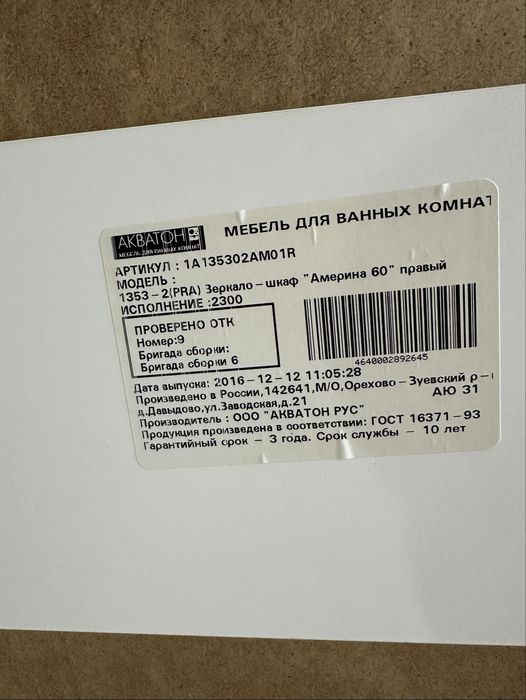 АКВАТОН
МЕБЕЛЬ ДЛЯ ВАННЫХ КОМНАТ
МЕБЕЛЬ ДЛЯ ВАННЫХ КОМНАТ
АРТИКУЛ : 1A135302AM01R
МОДЕЛЬ :
1353-2(PRA) Зеркало-шкаф "Америна 60" правый
ИСПОЛНЕНИЕ :2300
ПРОВЕРЕНО ОТК
Номер:9
Бригада сборки:
Бригада сборки 6
4640002892645
Дата выпуска: 2016-12-12 11:05:28
Произведено в России,142641,М/О,Орехово-Зуевский р-
д.Давыдово,ул.Заводская,д.21
АЮ 31
Производитель : ООО "АКВАТОН РУС"
Продукция произведена в соответствии: ГОСТ 16371-93
Гарантийный срок - 3 года. Срок службы - 10 лет